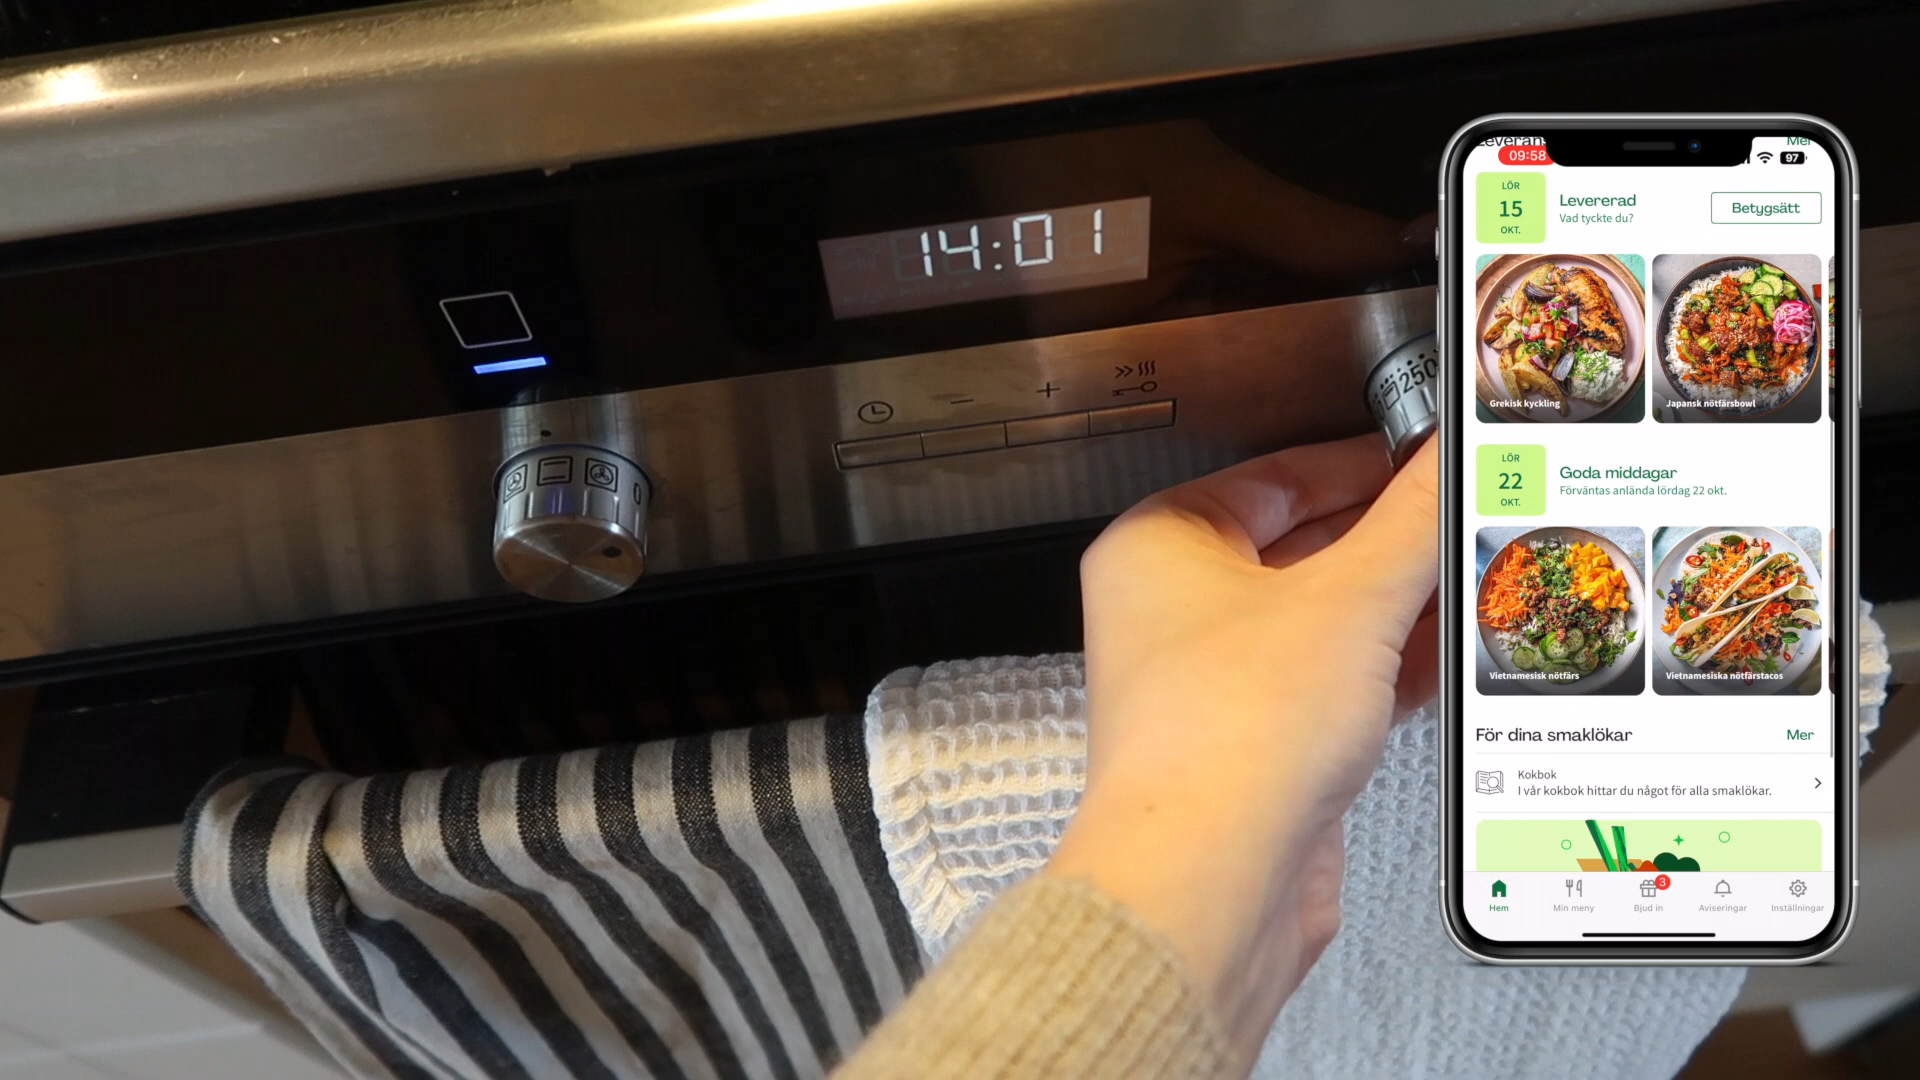 14:01
250
Leverans
Mer
09:58
97
LÖR
15
OKT.
Levererad
Vad tyckte du?
Betygsätt
Grekisk kyckling
Japansk nötfärsbowl
LÖR
22
OKT.
Goda middagar
Förväntas anlända lördag 22 okt.
Vietnamesisk nötfärs
Vietnamesiska nötfärstacos
För dina smaklökar
Mer
Kokbok
I vår kokbok hittar du något för alla smaklökar.
3
Hem
Min meny
Bjud in
Aviseringar
Inställningar